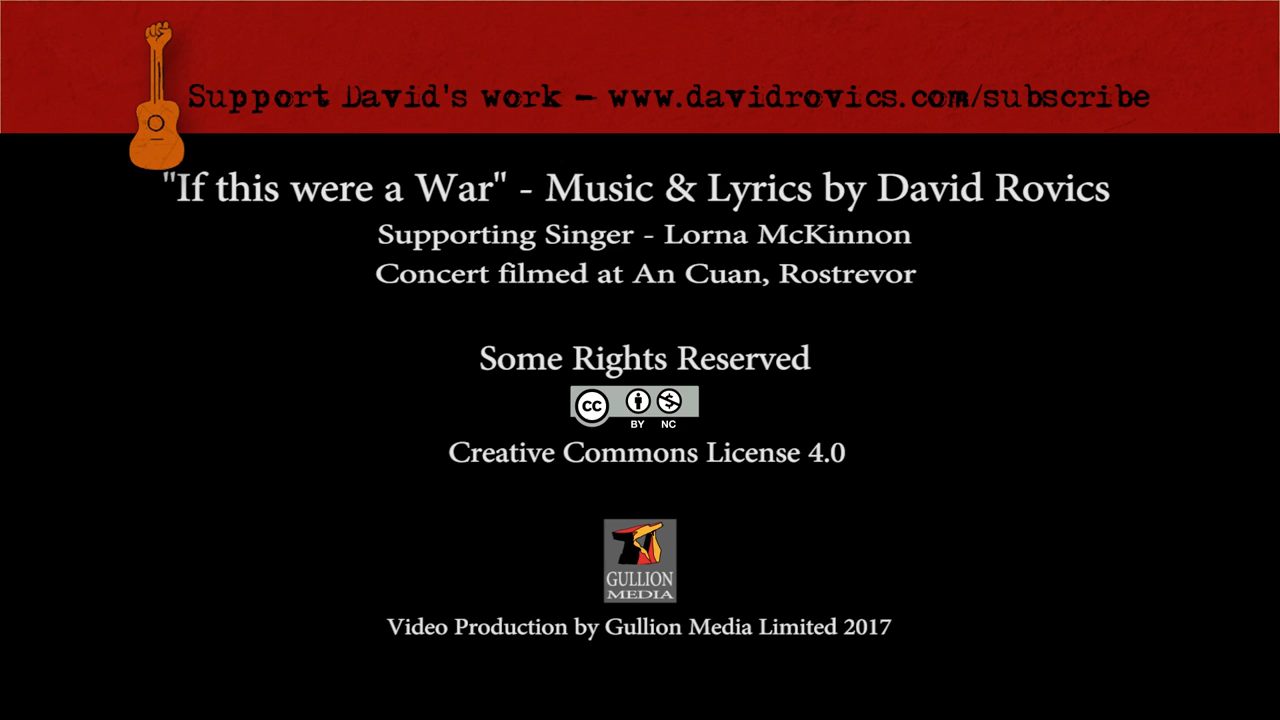 Support David's work - www.davidrovics.com/subscribe
"If this were a War" - Music & Lyrics by David Rovics
Supporting Singer - Lorna McKinnon
Concert filmed at An Cuan, Rostrevor
Some Rights Reserved
cc BY NC
Creative Commons License 4.0
GULLION
MEDIA
Video Production by Gullion Media Limited 2017